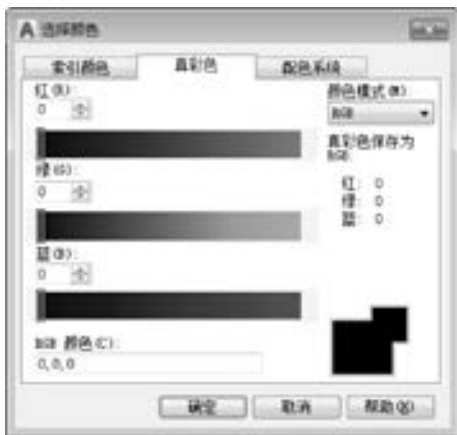 选择颜色
索引颜色 真彩色 配色系统
红(R):
0
绿(G):
0
蓝(B):
0
RGB 颜色(C):
0,0,0
颜色模式(M):
RGB
真彩色保存为
RGB:
红: 0
绿: 0
蓝: 0
确定 取消 帮助(H)